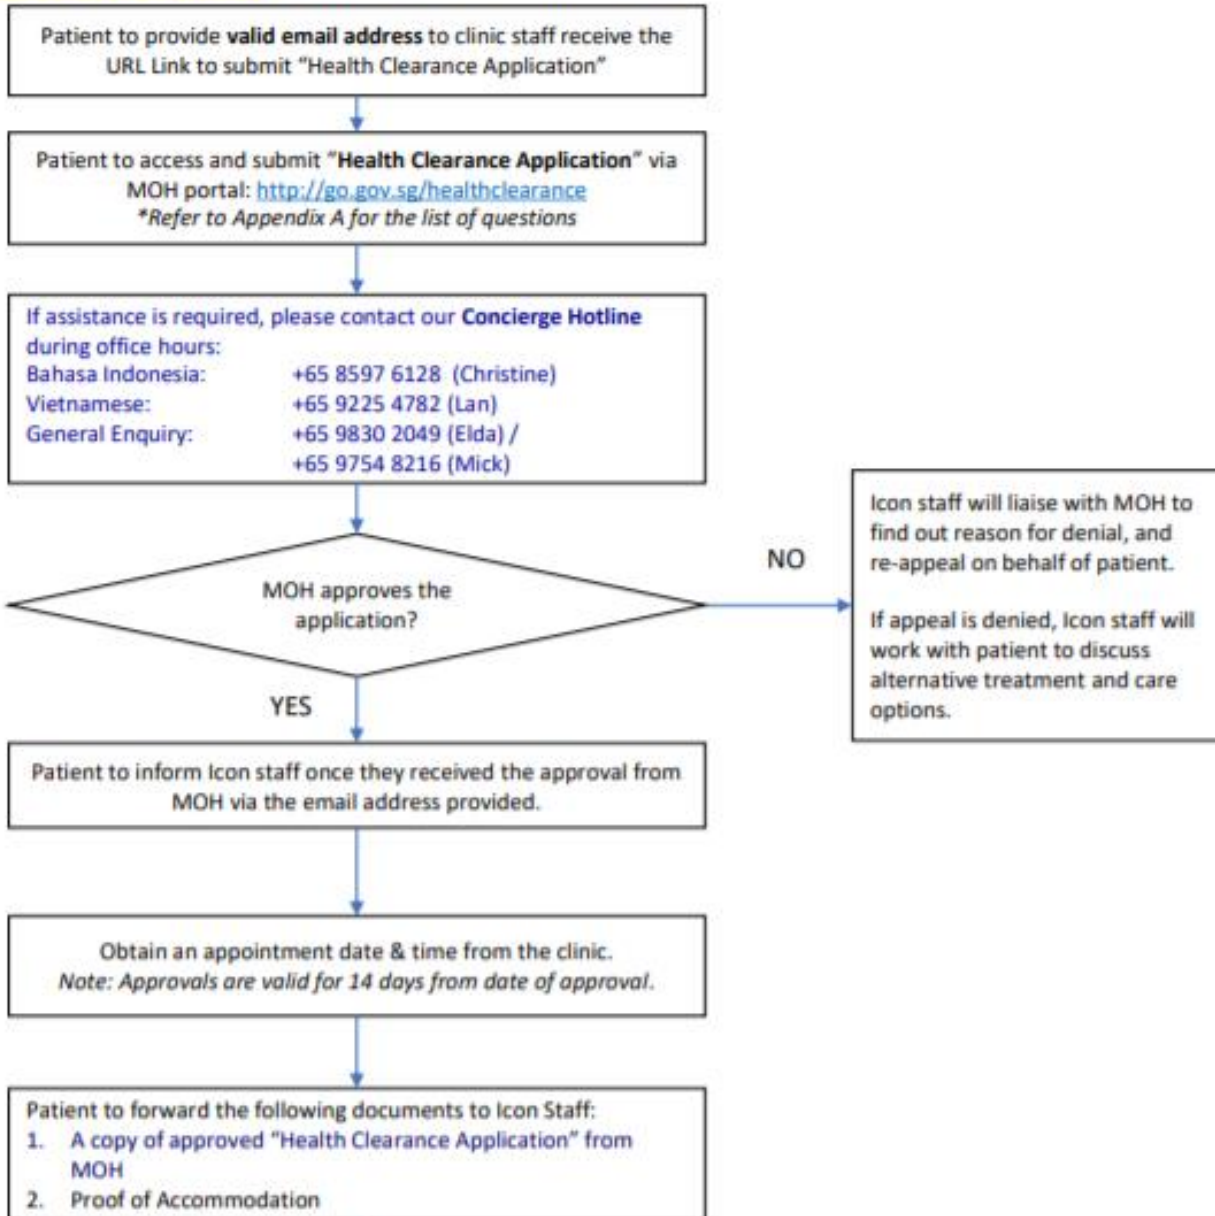 Patient to provide valid email address to clinic staff receive the
URL Link to submit “Health Clearance Application”
Patient to access and submit “Health Clearance Application” via
MOH portal: http://go.gov.sg/healthclearance
*Refer to Appendix A for the list of questions
If assistance is required, please contact our Concierge Hotline
during office hours:
Bahasa Indonesia: +65 8597 6128 (Christine)
Vietnamese: +65 9225 4782 (Lan)
General Enquiry: +65 9830 2049 (Elda) /
+65 9754 8216 (Mick)
MOH approves the
application?
NO
Icon staff will liaise with MOH to
find out reason for denial, and
re-appeal on behalf of patient.
If appeal is denied, Icon staff will
work with patient to discuss
alternative treatment and care
options.
YES
Patient to inform Icon staff once they received the approval from
MOH via the email address provided.
Obtain an appointment date & time from the clinic.
Note: Approvals are valid for 14 days from date of approval.
Patient to forward the following documents to Icon Staff:
1. A copy of approved “Health Clearance Application” from
MOH
2. Proof of Accommodation